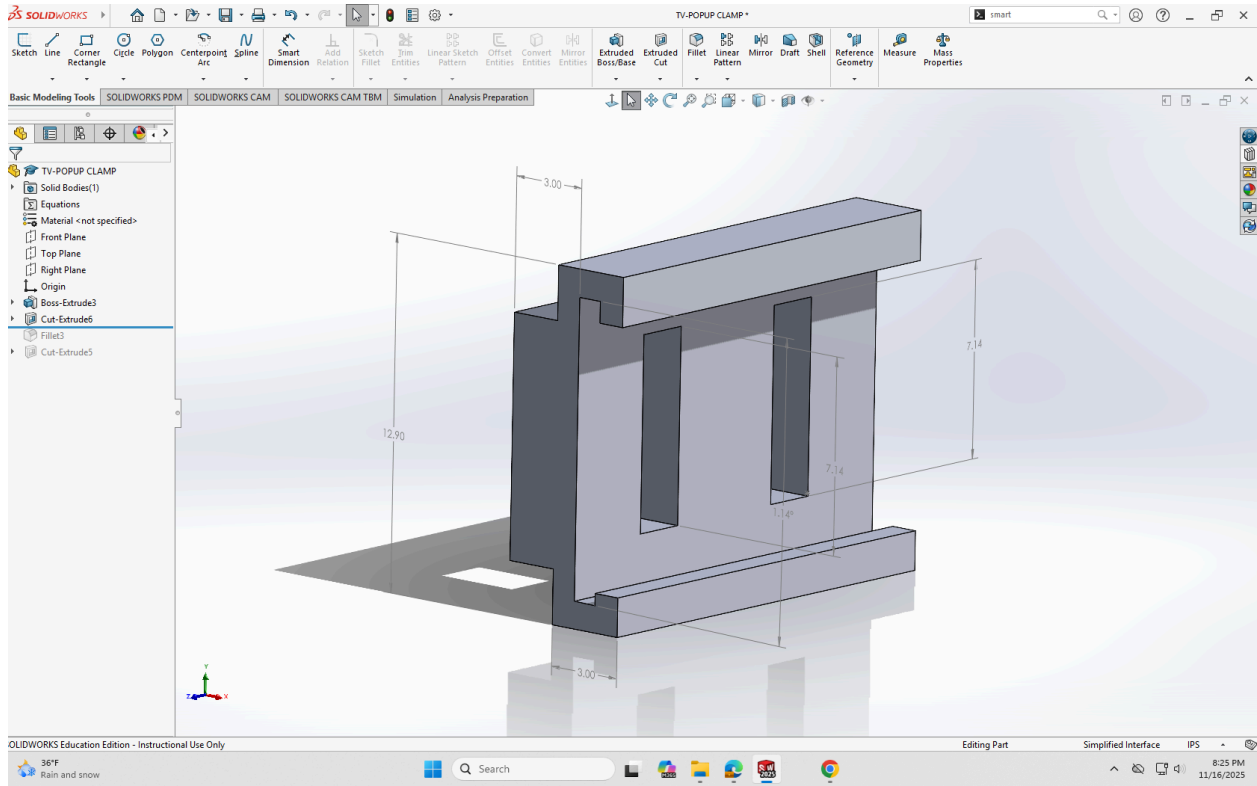 SOLIDWORKS
TV-POPUP CLAMP *
smart
Sketch Line Corner Rectangle Circle Polygon Centerpoint Arc Spline Smart Dimension Add Relation Sketch Fillet Trim Entities Linear Sketch Pattern Offset Entities Convert Entities Mirror Entities Extruded Boss/Base Extruded Cut Fillet Linear Pattern Mirror Draft Shell Reference Geometry Measure Mass Properties
Basic Modeling Tools SOLIDWORKS PDM SOLIDWORKS CAM SOLIDWORKS CAM TBM Simulation Analysis Preparation
TV-POPUP CLAMP
Solid Bodies(1)
Equations
Material <not specified>
Front Plane
Top Plane
Right Plane
Origin
Boss-Extrude3
Cut-Extrude6
Fillet3
Cut-Extrude5
3.00
7.14
12.90
7.14
1.14°
3.00
Y
Z X
SOLIDWORKS Education Edition - Instructional Use Only
Editing Part
Simplified Interface
IPS
36°F
Rain and snow
Search
M365
SW
2025
8:25 PM
11/16/2025